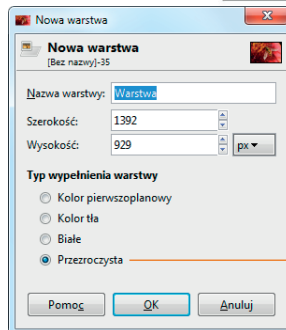 Nowa warstwa
Nowa warstwa
[Bez nazwy]-35
Nazwa warstwy: Warstwa
Szerokość: 1392
Wysokość: 929 px
Typ wypełnienia warstwy
Kolor pierwszoplanowy
Kolor tła
Białe
Przezroczysta
Pomoc OK Anuluj